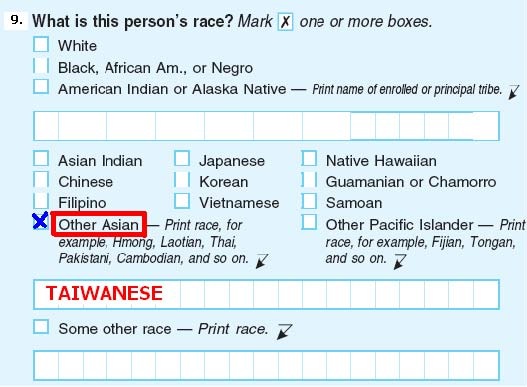 9. What is this person's race? Mark ☒ one or more boxes.
White
Black, African Am., or Negro
American Indian or Alaska Native — Print name of enrolled or principal tribe.
Asian Indian
Japanese
Native Hawaiian
Chinese
Korean
Guamanian or Chamorro
Filipino
Vietnamese
Samoan
Other Asian — Print race, for
example, Hmong, Laotian, Thai,
Pakistani, Cambodian, and so on.
Other Pacific Islander — Print
race, for example, Fijian, Tongan,
and so on.
TAIWANESE
Some other race — Print race.